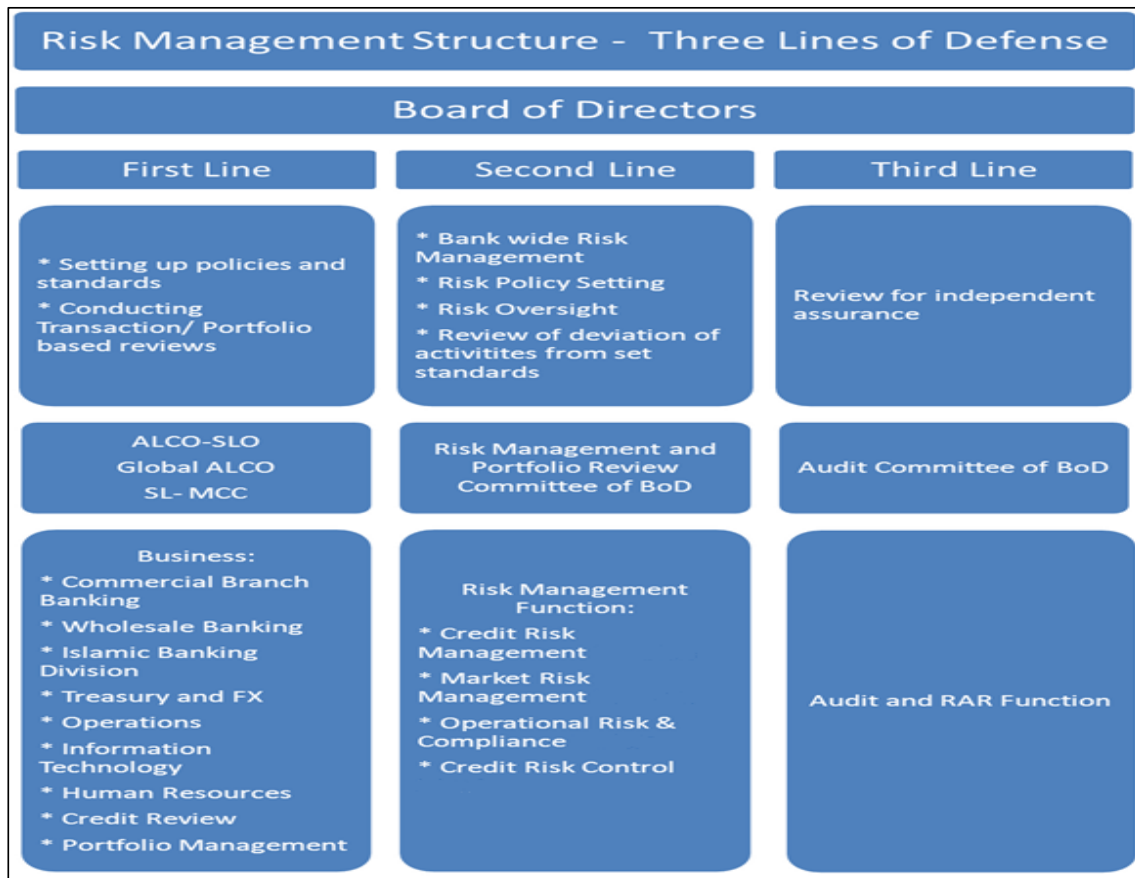 Risk Management Structure - Three Lines of Defense
Board of Directors
First Line
Second Line
Third Line
* Setting up policies and
standards
* Conducting
Transaction/ Portfolio
based reviews
* Bank wide Risk
Management
* Risk Policy Setting
* Risk Oversight
* Review of deviation of
activitites from set
standards
Review for independent
assurance
ALCO-SLO
Global ALCO
SL- MCC
Risk Management and
Portfolio Review
Committee of BoD
Audit Committee of BoD
Business:
* Commercial Branch
Banking
* Wholesale Banking
* Islamic Banking
Division
* Treasury and FX
* Operations
* Information
Technology
* Human Resources
* Credit Review
* Portfolio Management
Risk Management
Function:
* Credit Risk
Management
* Market Risk
Management
* Operational Risk &
Compliance
* Credit Risk Control
Audit and RAR Function